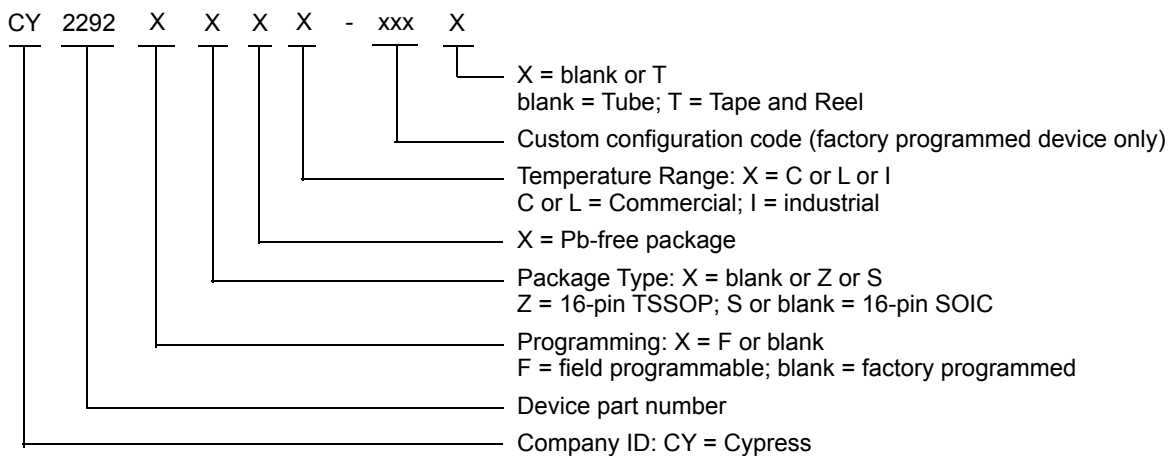 CY 2292 X X X X - xxx X
X = blank or T
blank = Tube; T = Tape and Reel
Custom configuration code (factory programmed device only)
Temperature Range: X = C or L or I
C or L = Commercial; I = industrial
X = Pb-free package
Package Type: X = blank or Z or S
Z = 16-pin TSSOP; S or blank = 16-pin SOIC
Programming: X = F or blank
F = field programmable; blank = factory programmed
Device part number
Company ID: CY = Cypress